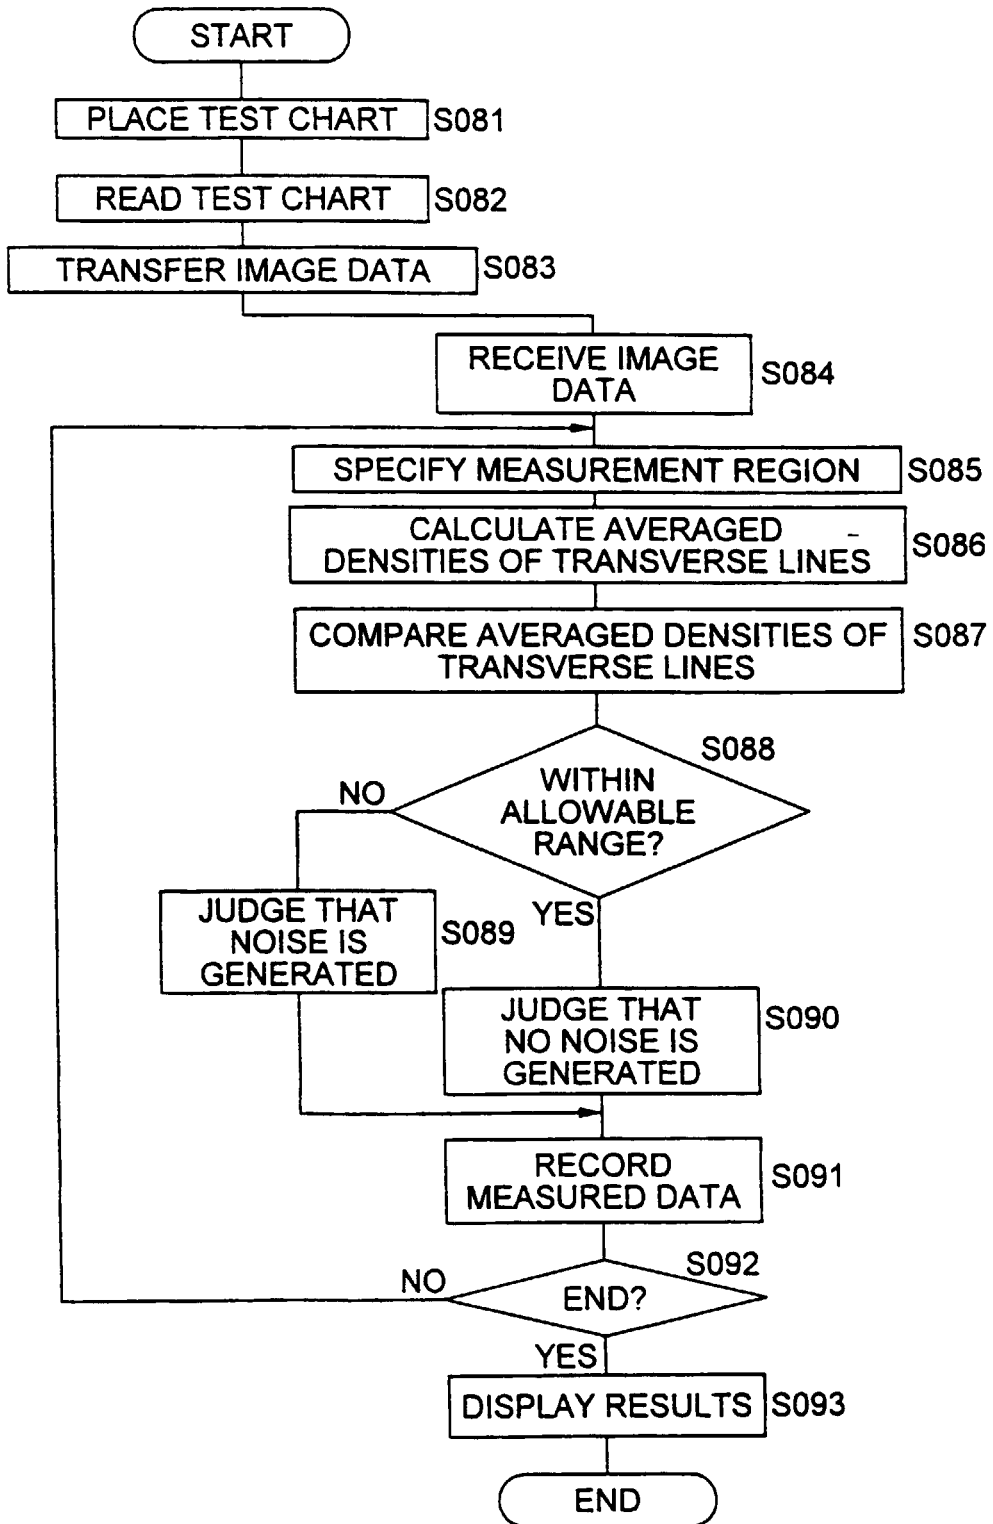 START
PLACE TEST CHART S081
READ TEST CHART S082
TRANSFER IMAGE DATA S083
RECEIVE IMAGE
DATA
S084
SPECIFY MEASUREMENT REGION S085
CALCULATE AVERAGED
DENSITIES OF TRANSVERSE LINES
S086
COMPARE AVERAGED DENSITIES OF
TRANSVERSE LINES
S087
S088
WITHIN
ALLOWABLE
RANGE?
NO
YES
JUDGE THAT
NOISE IS
GENERATED
S089
JUDGE THAT
NO NOISE IS
GENERATED
S090
RECORD
MEASURED DATA
S091
S092
END?
NO
YES
DISPLAY RESULTS S093
END